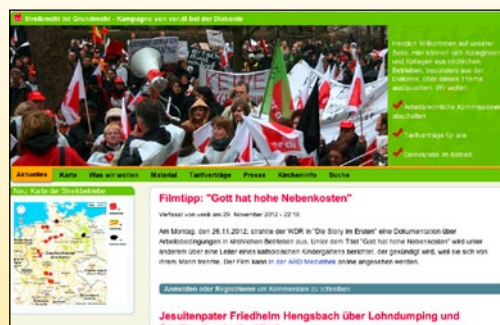 Streikrecht ist Grundrecht - Kampagne von ver.di bei der Diakonie
Herzlich Willkommen auf unserer
Seite. Hier können sich Kolleginnen
und Kollegen aus kirchlichen
Betrieben, besonders aus der
Diakonie, über dieses Thema
austauschen. Wir wollen:
Arbeitsrechtliche Kommissionen
abschaffen
Tarifverträge für alle
Demokratie im Betrieb
KEINE
ver.di
Aktuelles Karte Was wir wollen Material Tarifverträge Presse Kircheninfo Suche
Neu: Karte der Streikbetriebe
Filmtipp: "Gott hat hohe Nebenkosten"
Verfasst von verdi am 29. November 2012 - 22:18
Am Montag, den 26.11.2012, strahlte der WDR in "Die Story im Ersten" eine Dokumentation über
Arbeitsbedingungen in kirchlichen Betrieben aus. Unter dem Titel "God hat hohe Nebenkosten" wird unter
anderem über eine Leiterin eines katholischen Kindergartens berichtet, der gekündigt wird, weil sie sich von
ihrem Mann trennte. Der Film kann in der ARD Mediathek online angesehen werden.
Anmelden oder Registrieren um Kommentare zu schreiben
Jesuitenpater Friedhelm Hengsbach über Lohndumping und